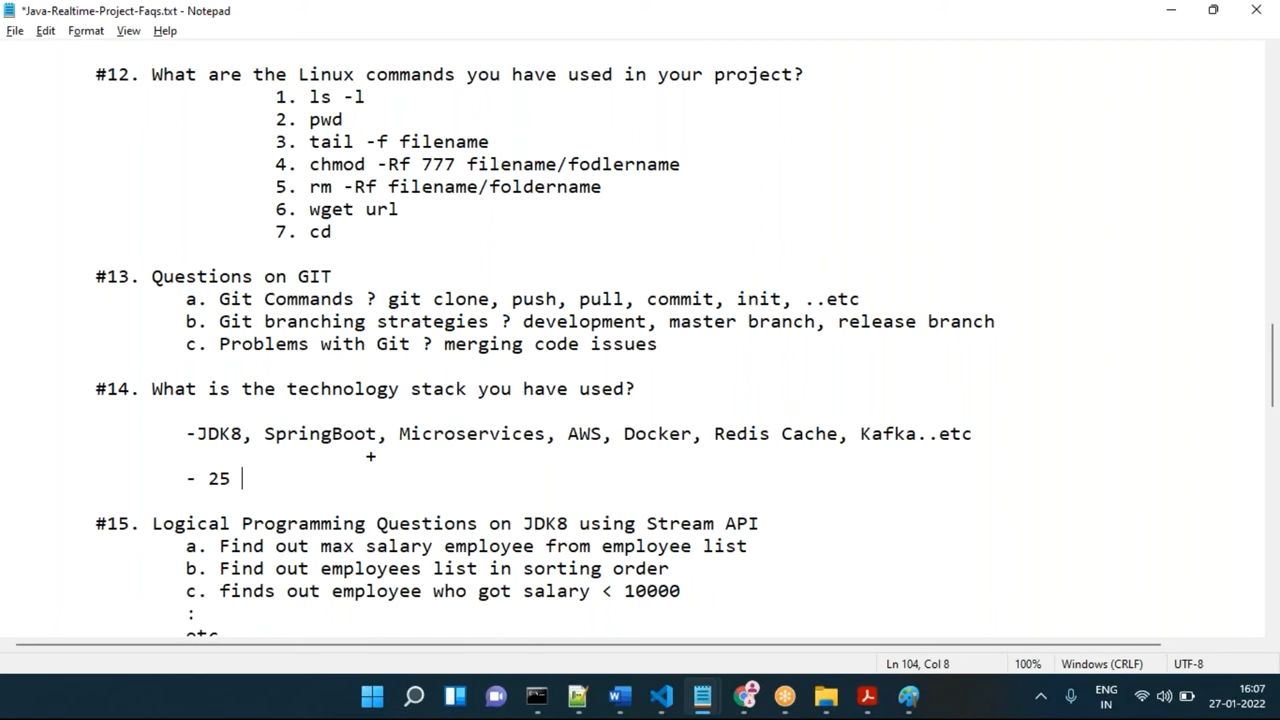 *Java-Realtime-Project-Faqs.txt - Notepad
File Edit Format View Help
#12. What are the Linux commands you have used in your project?
1. ls -l
2. pwd
3. tail -f filename
4. chmod -Rf 777 filename/fodlername
5. rm -Rf filename/foldername
6. wget url
7. cd
#13. Questions on GIT
a. Git Commands ? git clone, push, pull, commit, init, ..etc
b. Git branching strategies ? development, master branch, release branch
c. Problems with Git ? merging code issues
#14. What is the technology stack you have used?
-JDK8, SpringBoot, Microservices, AWS, Docker, Redis Cache, Kafka..etc
+
- 25
#15. Logical Programming Questions on JDK8 using Stream API
a. Find out max salary employee from employee list
b. Find out employees list in sorting order
c. finds out employee who got salary < 10000
:
etc
Ln 104, Col 8 100% Windows (CRLF) UTF-8
ENG 16:07
IN 27-01-2022